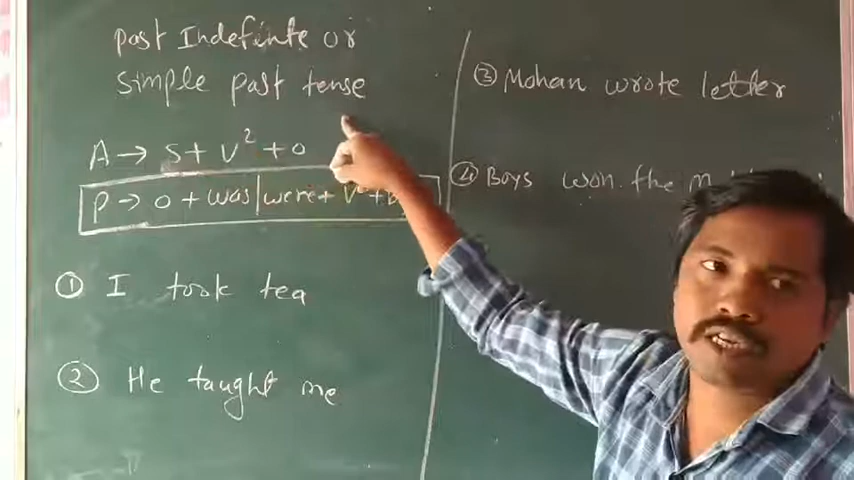 past Indefinite or
simple past tense
A → S + V² + O
P → O + was|were + V
① I took tea
② He taught me
③ Mohan wrote letter
④ Boys won the